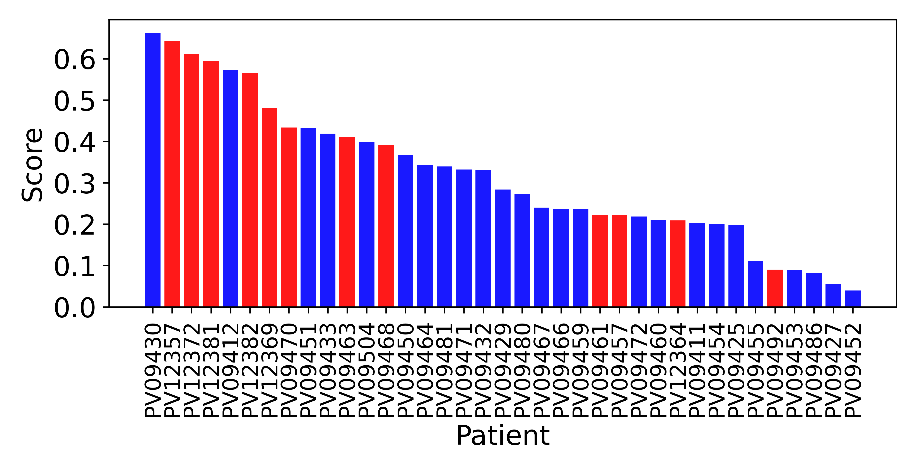 Score
0.6
0.5
0.4
0.3
0.2
0.1
0.0
PV09430
PV12357
PV12372
PV12381
PV09412
PV12382
PV12369
PV09470
PV09451
PV09433
PV09463
PV09504
PV09468
PV09450
PV09464
PV09481
PV09471
PV09432
PV09429
PV09480
PV09467
PV09466
PV09459
PV09461
PV09457
PV09472
PV09460
PV12364
PV09411
PV09454
PV09425
PV09455
PV09492
PV09453
PV09486
PV09427
PV09452
Patient